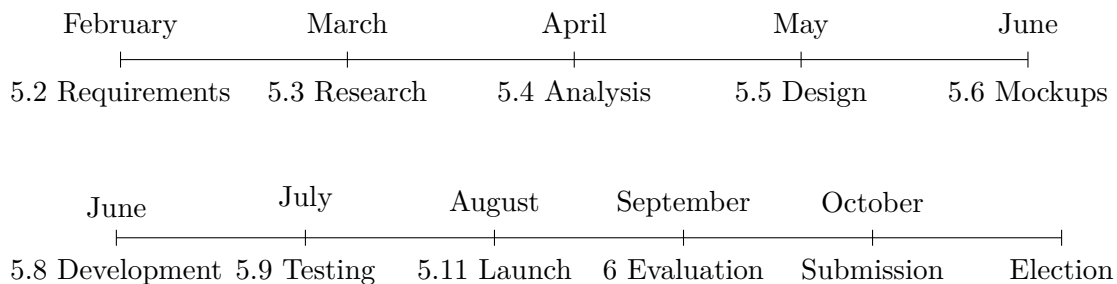 February March April May June
5.2 Requirements 5.3 Research 5.4 Analysis 5.5 Design 5.6 Mockups
June July August September October
5.8 Development 5.9 Testing 5.11 Launch 6 Evaluation Submission Election